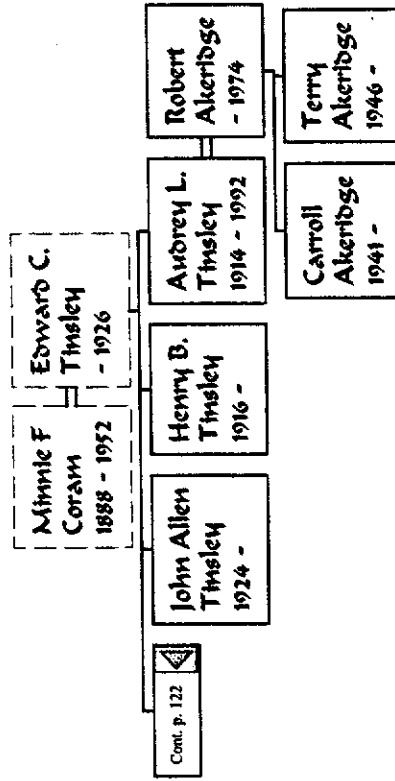 Minnie F
Coram
1888 - 1952
Edward C.
Tinsley
- 1926
Cont. p. 122
John Allen
Tinsley
1924 -
Henry B.
Tinsley
1916 -
Audrey L.
Tinsley
1914 - 1992
Robert
Akeridge
- 1974
Carroll
Akeridge
1941 -
Terry
Akeridge
1946 -